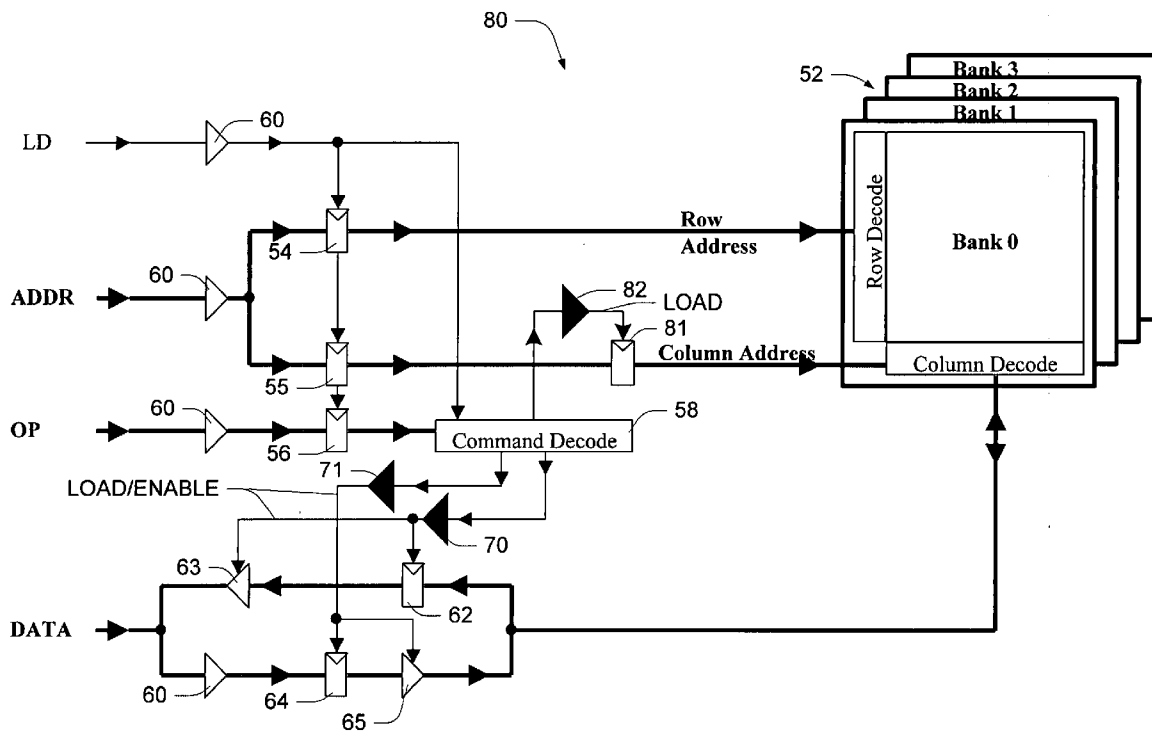 80
52
Bank 3
Bank 2
Bank 1
LD
60
Row Decode
Bank 0
54
Row
Address
ADDR
60
82
LOAD
81
Column Address
55
Column Decode
OP
60
56
58
Command Decode
71
LOAD/ENABLE
70
63
62
DATA
60
64
65